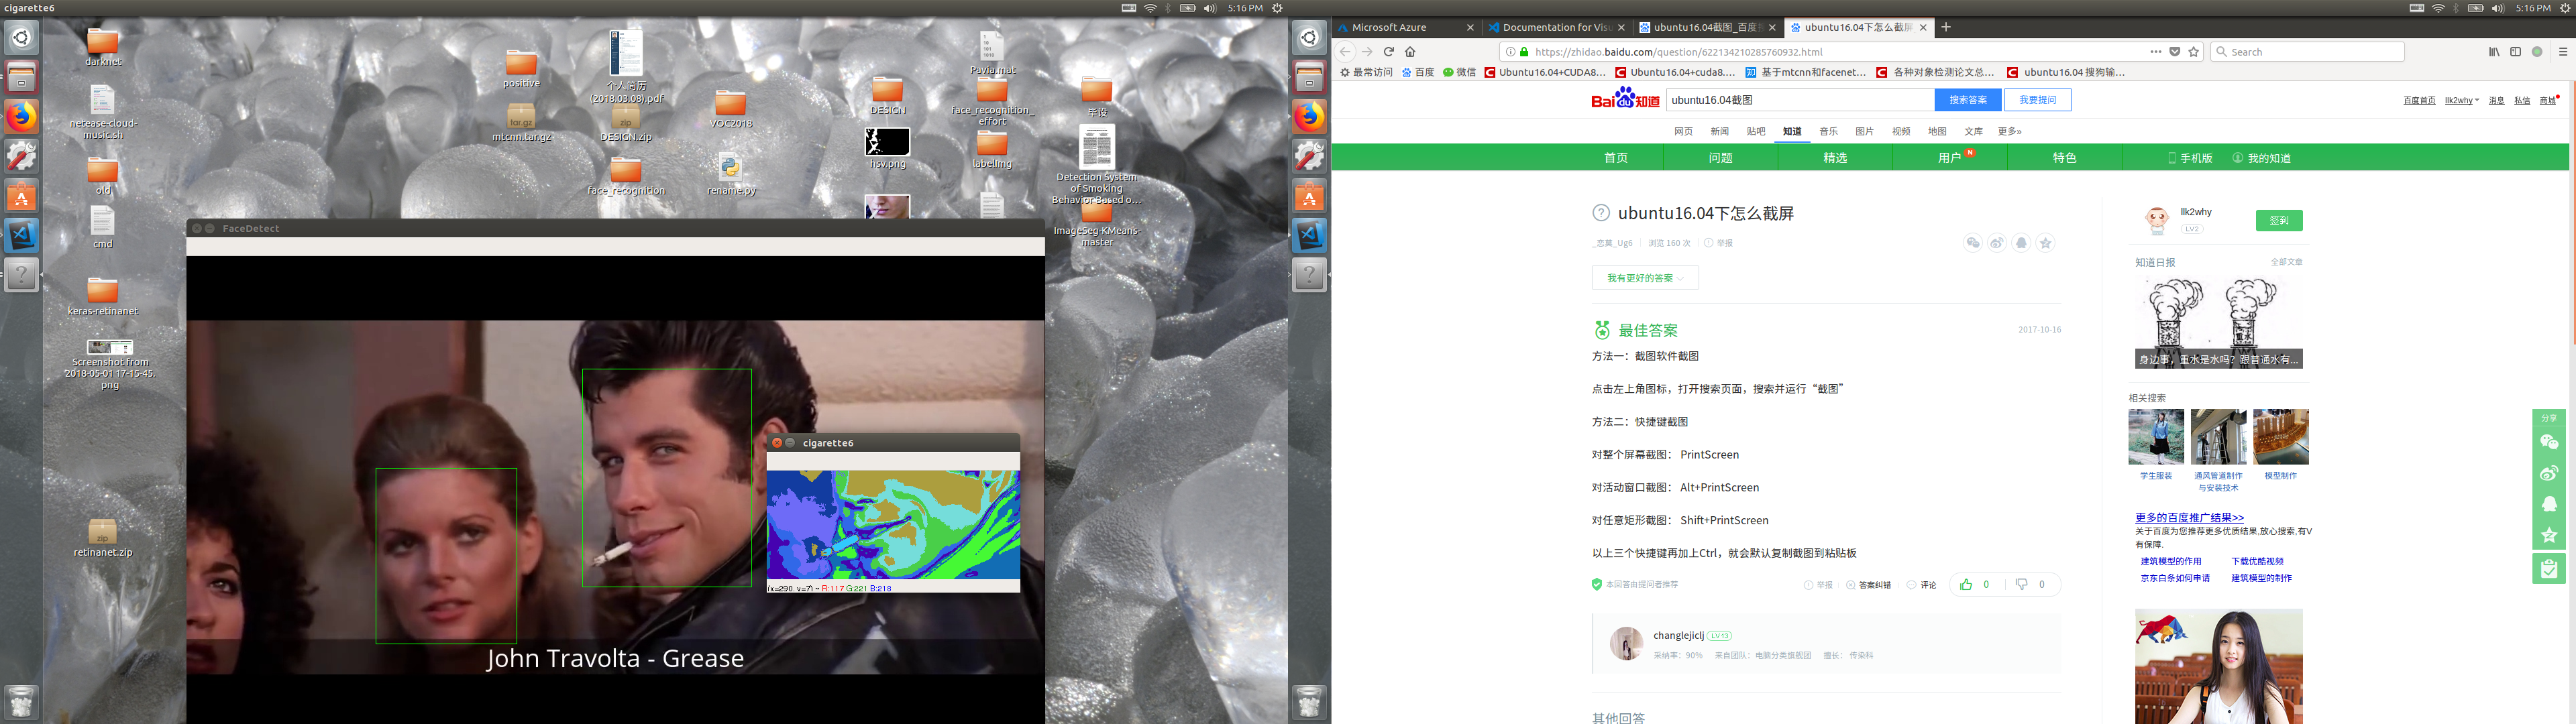 cigarette6
5:16 PM
darknet
netease-cloud-
music.sh
old
cmd
keras-retinanet
Screenshot from
2018-05-01 17-15-45.
png
zip
retinanet.zip
positive
tar.gz
mtcnn.tar.gz
个人简历
(2018.03.08).pdf
zip
DESIGN.zip
face_recognition
VOC2018
rename.py
DESIGN
hsv.png
Pavia.mat
face_recognition_
effort
labelImg
毕设
Detection System
of Smoking
Behavior Based o...
ImageSeg-KMeans-
master
FaceDetect
cigarette6
(x=290, y=7) ~ R:117 G:221 B:218
John Travolta - Grease
5:16 PM
Microsoft Azure
Documentation for Visu
ubuntu16.04截图_百度
ubuntu16.04下怎么截屏
https://zhidao.baidu.com/question/622134210285760932.html
Search
最常访问
百度
微信
Ubuntu16.04+CUDA8...
Ubuntu16.04+cuda8....
基于mtcnn和facenet...
各种对象检测论文总...
ubuntu16.04 搜狗输...
Bai 知道
ubuntu16.04截图
搜索答案
我要提问
百度首页
llk2why
消息
私信
商城
网页 新闻 贴吧 知道 音乐 图片 视频 地图 文库 更多»
首页 问题 精选 用户 N 特色 手机版 我的知道
ubuntu16.04下怎么截屏
_恋莫_Ug6 浏览 160 次 举报
我有更好的答案
最佳答案
2017-10-16
方法一：截图软件截图
点击左上角图标，打开搜索页面，搜索并运行“截图”
方法二：快捷键截图
对整个屏幕截图： PrintScreen
对活动窗口截图： Alt+PrintScreen
对任意矩形截图： Shift+PrintScreen
以上三个快捷键再加上Ctrl，就会默认复制截图到粘贴板
本回答由提问者推荐
举报 答案纠错 评论 0 0
changlejiclj LV13
采纳率：90% 来自团队：电脑分类旗舰团 擅长： 传染科
其他回答
llk2why
LV2
签到
知道日报
全部文章
身边事，重水是水吗？跟普通水有...
相关搜索
学生服装
通风管道制作
与安装技术
模型制作
更多的百度推广结果>>
关于百度为您推荐更多优质结果,放心搜索,有V
有保障.
建筑模型的作用 下载优酷视频
京东白条如何申请 建筑模型的制作
分享